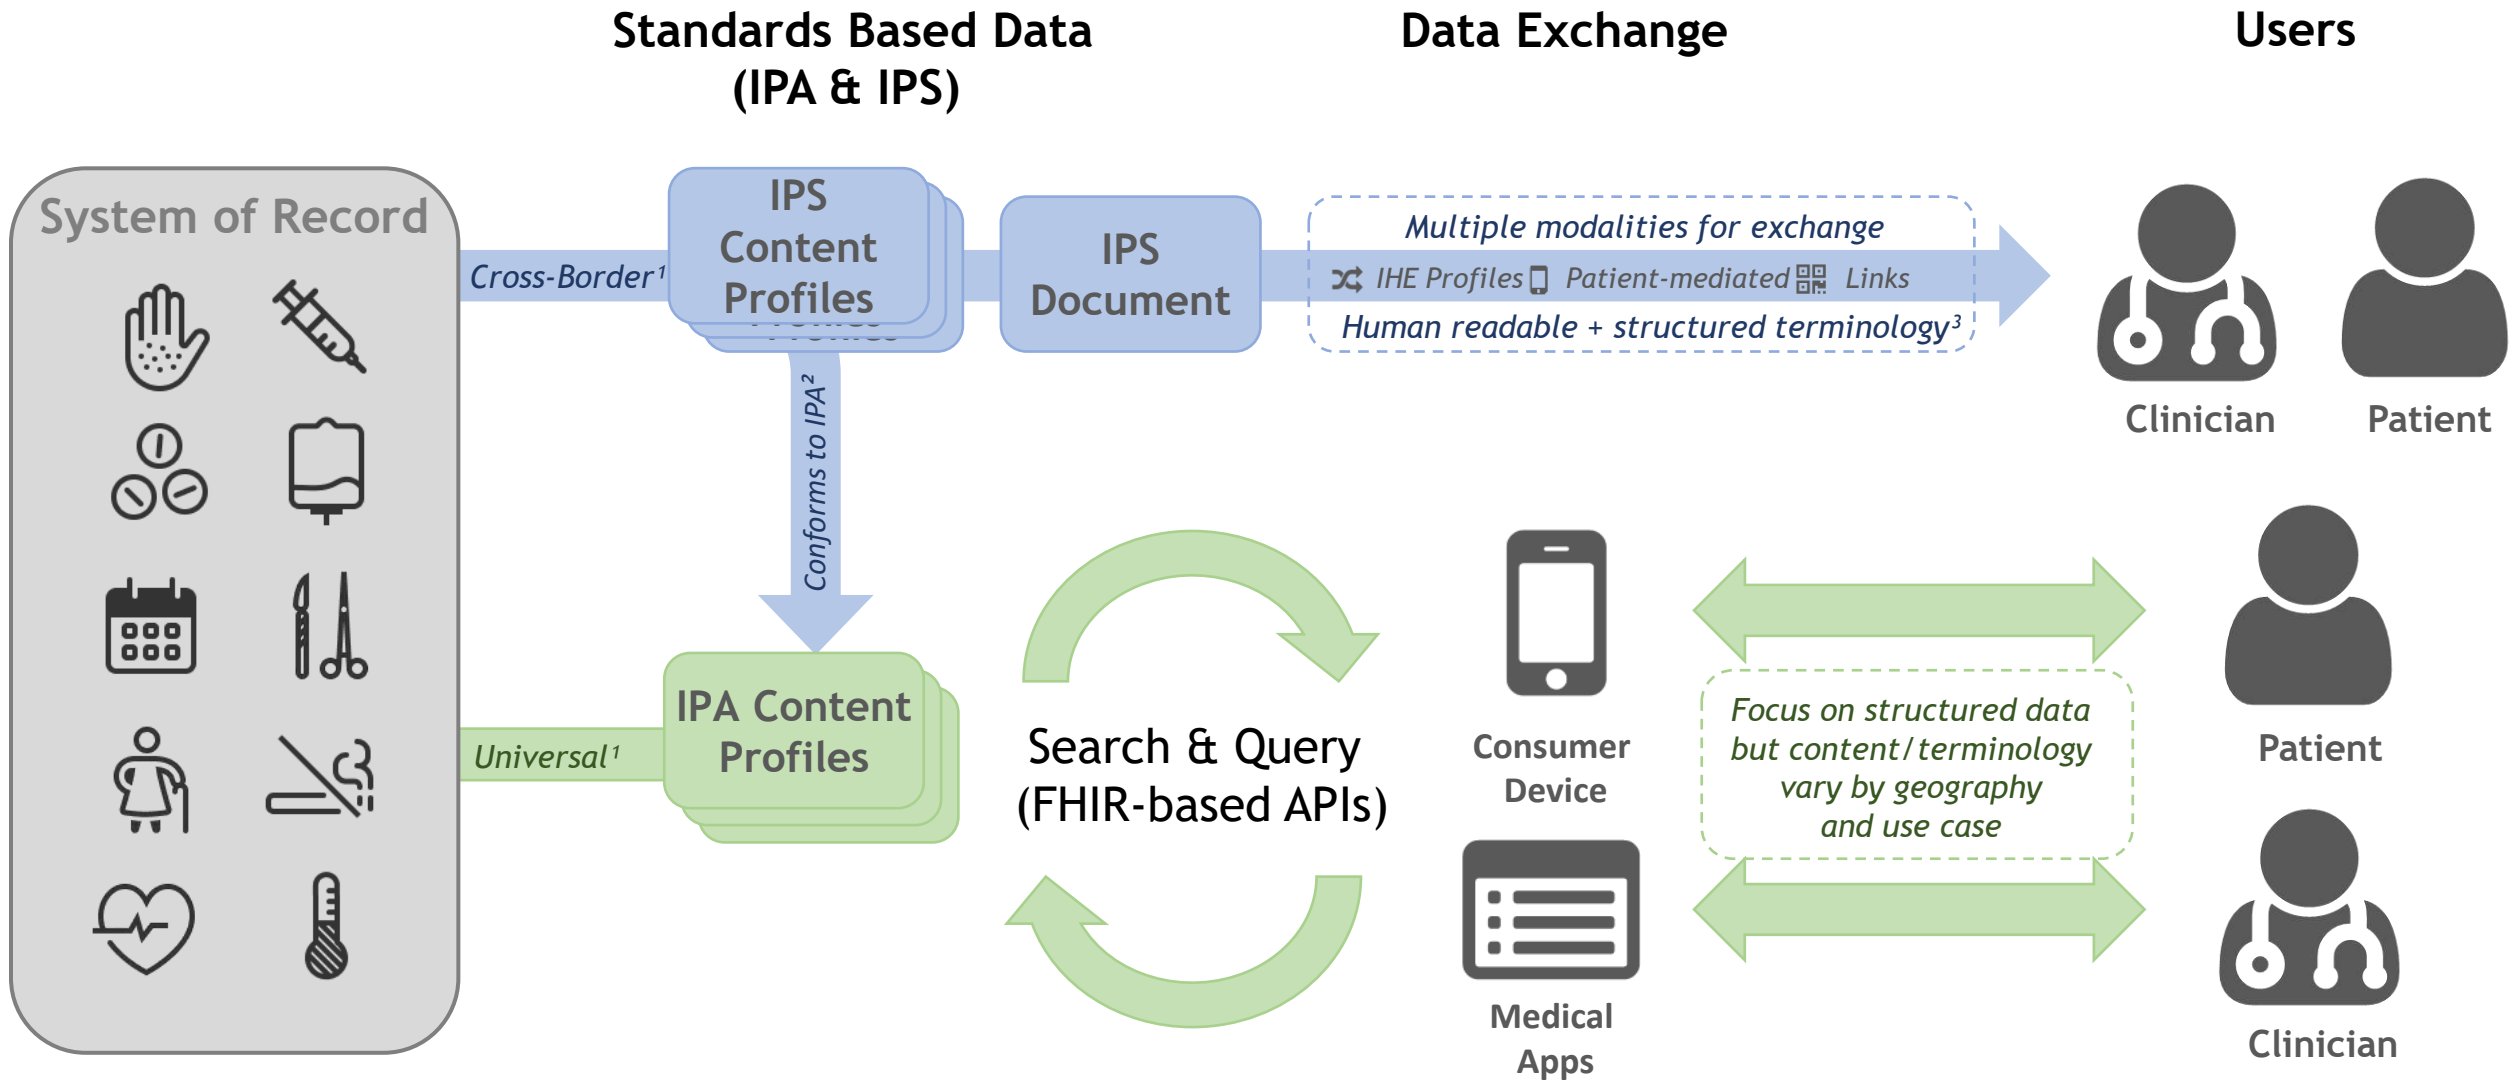 Standards Based Data
(IPA & IPS)
Data Exchange
Users
System of Record
Cross-Border¹
IPS
Content
Profiles
Profiles
Profiles
IPS
Document
Multiple modalities for exchange
IHE Profiles Patient-mediated Links
Human readable + structured terminology³
Clinician
Patient
Conforms to IPA²
Universal¹
IPA Content
Profiles
Search & Query
(FHIR-based APIs)
Consumer
Device
Medical
Apps
Focus on structured data
but content/terminology
vary by geography
and use case
Patient
Clinician